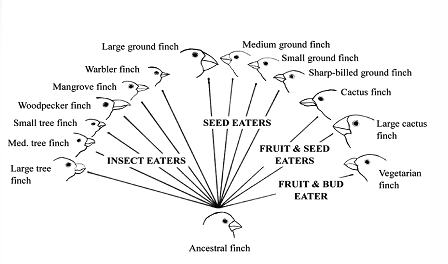 Large ground finch
Medium ground finch
Small ground finch
Sharp-billed ground finch
Warbler finch
Mangrove finch
Woodpecker finch
Small tree finch
Med. tree finch
Large tree
finch
Cactus finch
Large cactus
finch
Vegetarian
finch
SEED EATERS
INSECT EATERS
FRUIT & SEED
EATERS
FRUIT & BUD
EATER
Ancestral finch